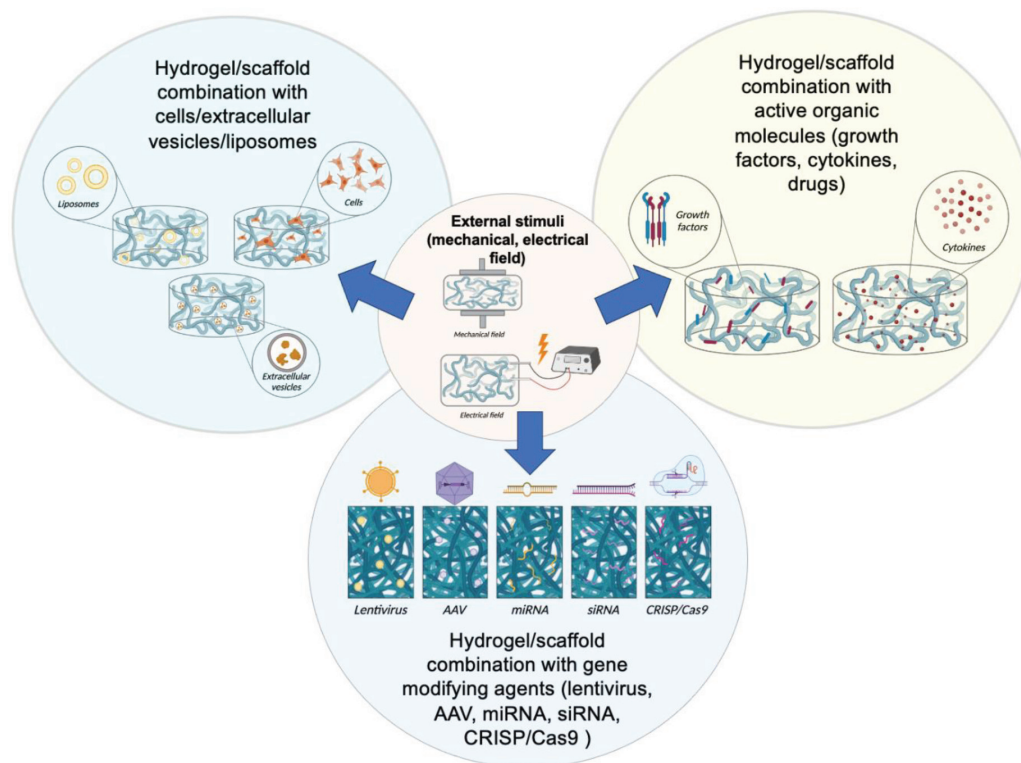 Hydrogel/scaffold
combination with
cells/extracellular
vesicles/liposomes
Liposomes
Cells
Extracellular
vesicles
Hydrogel/scaffold
combination with
active organic
molecules (growth
factors, cytokines,
drugs)
Growth
factors
Cytokines
External stimuli
(mechanical, electrical
field)
Mechanical field
Electrical field
Lentivirus
AAV
miRNA
siRNA
CRISP/Cas9
Hydrogel/scaffold
combination with gene
modifying agents (lentivirus,
AAV, miRNA, siRNA,
CRISP/Cas9 )